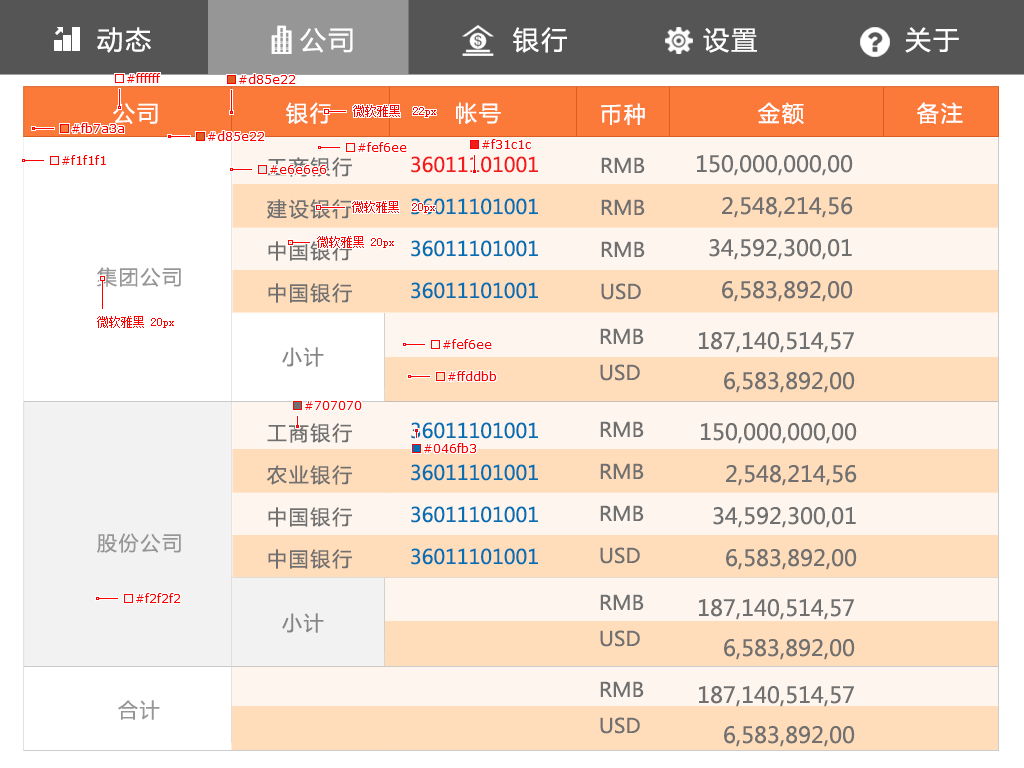 动态 公司 银行 设置 关于
#ffffff #d85e22
公司 银行 微软雅黑 22px 帐号 币种 金额 备注
#fb7a3a #d85e22
#f1f1f1 #fef6ee #f31c1c
#e6e6e6 工商银行 36011101001 RMB 150,000,000,00
建设银行 微软雅黑 20px 36011101001 RMB 2,548,214,56
中国银行 微软雅黑 20px 36011101001 RMB 34,592,300,01
集团公司
中国银行 36011101001 USD 6,583,892,00
微软雅黑 20px
小计 #fef6ee RMB 187,140,514,57
#ffddbb USD 6,583,892,00
#707070
工商银行 36011101001 RMB 150,000,000,00
#046fb3
农业银行 36011101001 RMB 2,548,214,56
中国银行 36011101001 RMB 34,592,300,01
股份公司
中国银行 36011101001 USD 6,583,892,00
#f2f2f2
小计 RMB 187,140,514,57
USD 6,583,892,00
合计 RMB 187,140,514,57
USD 6,583,892,00